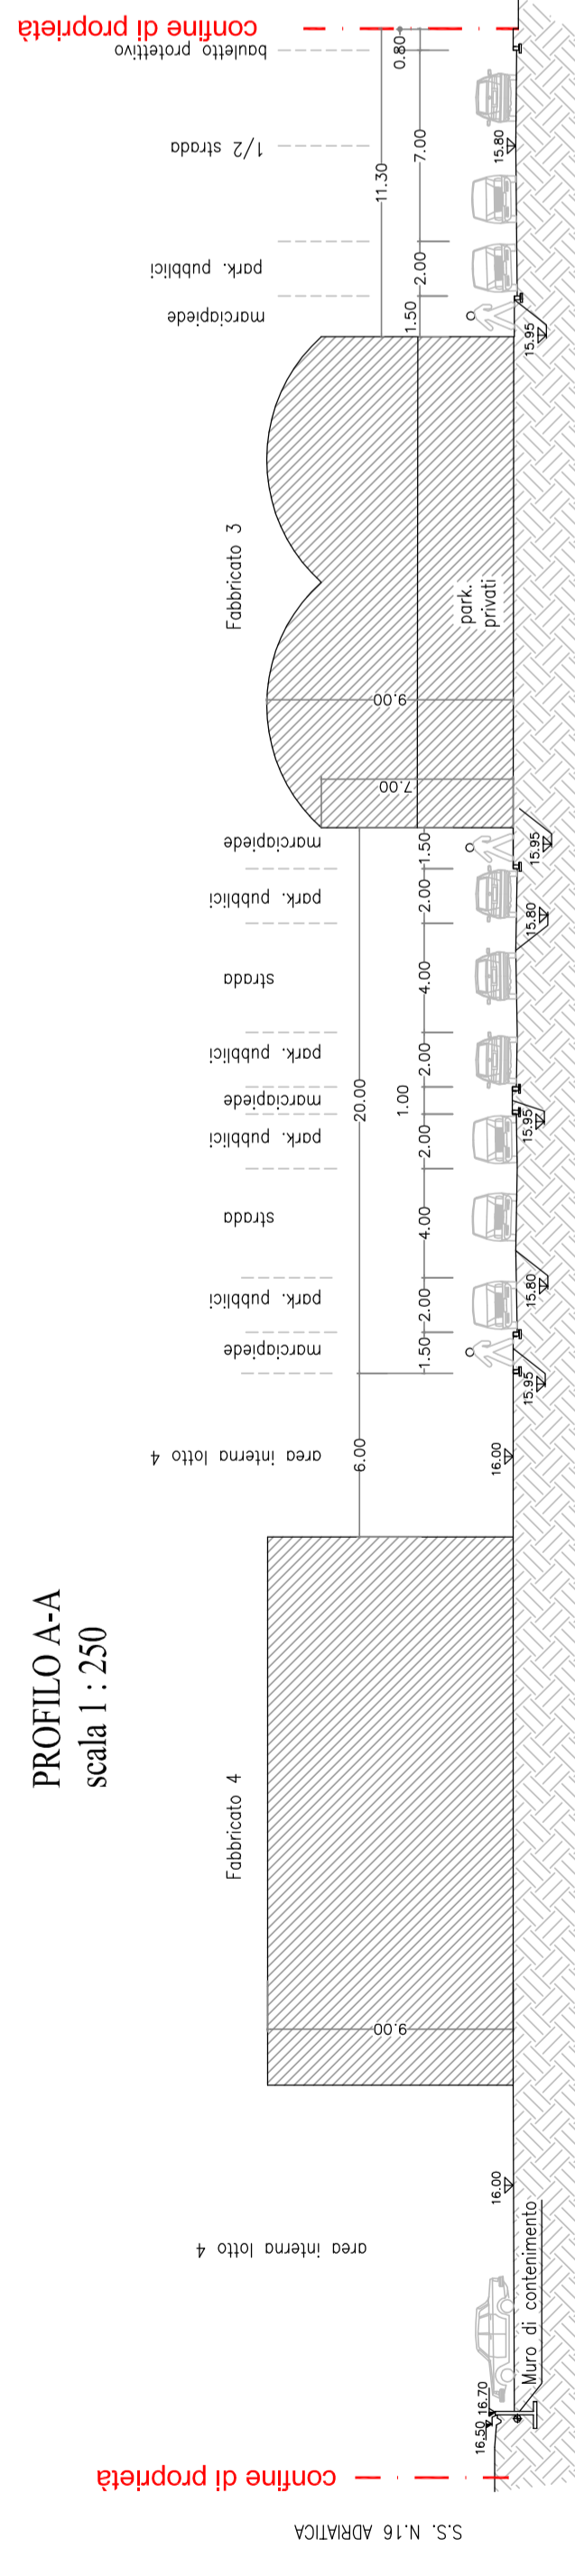 PROFILO A-A
scala 1 : 250
S.S. N.16 ADRIATICA
confine di proprietà
16.50
16.70
Muro di contenimento
area interna lotto 4
16.00
9.00
Fabbricato 4
area interna lotto 4
6.00
16.00
marciapiede
1.50
15.95
park. pubblici
2.00
15.80
strada
4.00
park. pubblici
2.00
marciapiede
1.00
15.95
20.00
park. pubblici
2.00
strada
4.00
15.80
park. pubblici
2.00
marciapiede
1.50
15.95
7.00
9.00
Fabbricato 3
park.
privati
marciapiede
1.50
15.95
park. pubblici
2.00
11.30
1/2 strada
7.00
15.80
bauletto protettivo
0.80
confine di proprietà